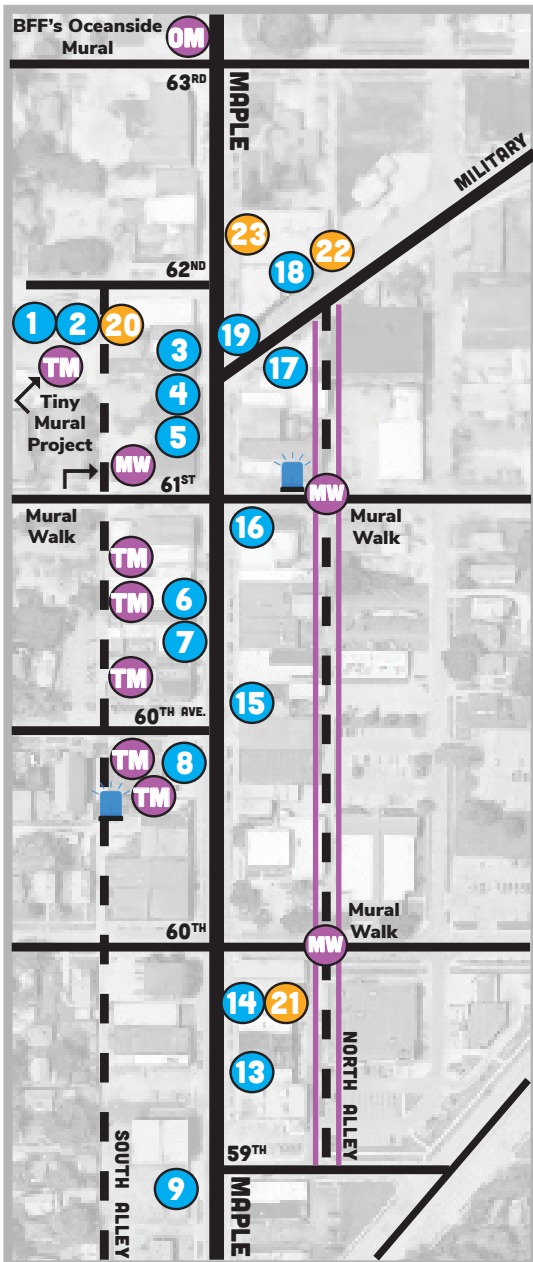 BFF's Oceanside
Mural
OM
63RD
MAPLE
MILITARY
23
22
18
62ND
1
2
20
19
3
17
TM
4
Tiny
Mural
Project
5
MW
61ST
MW
Mural
Walk
Mural
Walk
16
TM
TM
6
7
TM
15
60TH AVE.
TM
8
TM
Mural
Walk
60TH
MW
14
21
13
NORTH ALLEY
SOUTH ALLEY
59TH
9
MAPLE